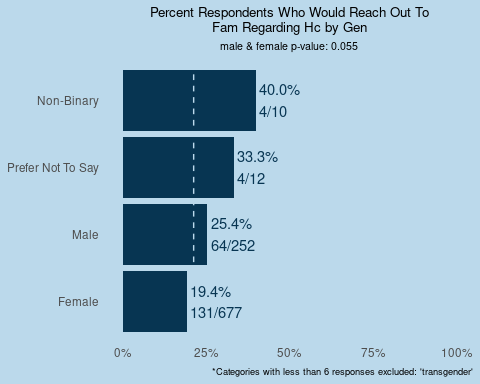 Percent Respondents Who Would Reach Out To
Fam Regarding Hc by Gen
male & female p-value: 0.055
Non-Binary
40.0%
4/10
Prefer Not To Say
33.3%
4/12
Male
25.4%
64/252
Female
19.4%
131/677
0%
25%
50%
75%
100%
*Categories with less than 6 responses excluded: 'transgender'